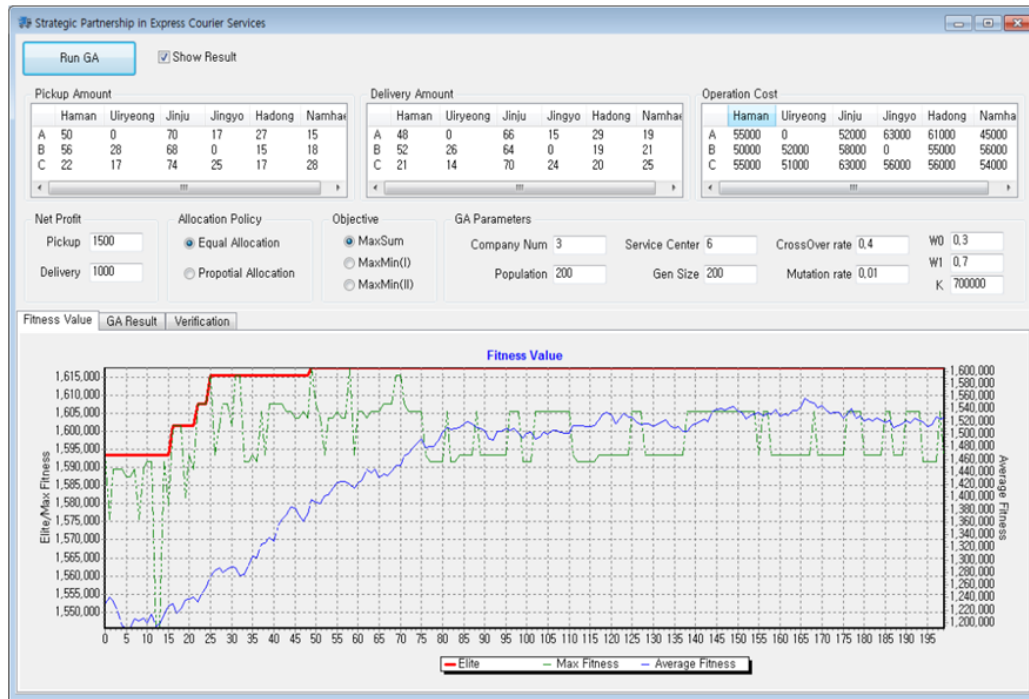 Strategic Partnership in Express Courier Services
Run GA
Show Result
Pickup Amount
Haman Uiryeong Jinju Jingyo Hadong Namhae
A 50 0 70 17 27 15
B 56 28 68 0 15 18
C 22 17 74 25 17 28
Delivery Amount
Haman Uiryeong Jinju Jingyo Hadong Namhae
A 48 0 66 15 29 19
B 52 26 64 0 19 21
C 21 14 70 24 20 25
Operation Cost
Haman Uiryeong Jinju Jingyo Hadong Namhae
A 55000 0 52000 63000 61000 45000
B 50000 52000 58000 0 55000 56000
C 55000 51000 63000 56000 56000 54000
Net Profit
Pickup 1500
Delivery 1000
Allocation Policy
Equal Allocation
Propotial Allocation
Objective
MaxSum
MaxMin(I)
MaxMin(II)
GA Parameters
Company Num 3 Service Center 6 CrossOver rate 0,4
Population 200 Gen Size 200 Mutation rate 0,01
W0 0,3
W1 0,7
K 700000
Fitness Value GA Result Verification
Fitness Value
Elite/Max Fitness
1,615,000
1,610,000
1,605,000
1,600,000
1,595,000
1,590,000
1,585,000
1,580,000
1,575,000
1,570,000
1,565,000
1,560,000
1,555,000
1,550,000
1,600,000
1,580,000
1,560,000
1,540,000
1,520,000
1,500,000
1,480,000
1,460,000
1,440,000
1,420,000
1,400,000
1,380,000
1,360,000
1,340,000
1,320,000
1,300,000
1,280,000
1,260,000
1,240,000
1,220,000
1,200,000
Average Fitness
0 5 10 15 20 25 30 35 40 45 50 55 60 65 70 75 80 85 90 95 100 105 110 115 120 125 130 135 140 145 150 155 160 165 170 175 180 185 190 195
Elite Max Fitness Average Fitness